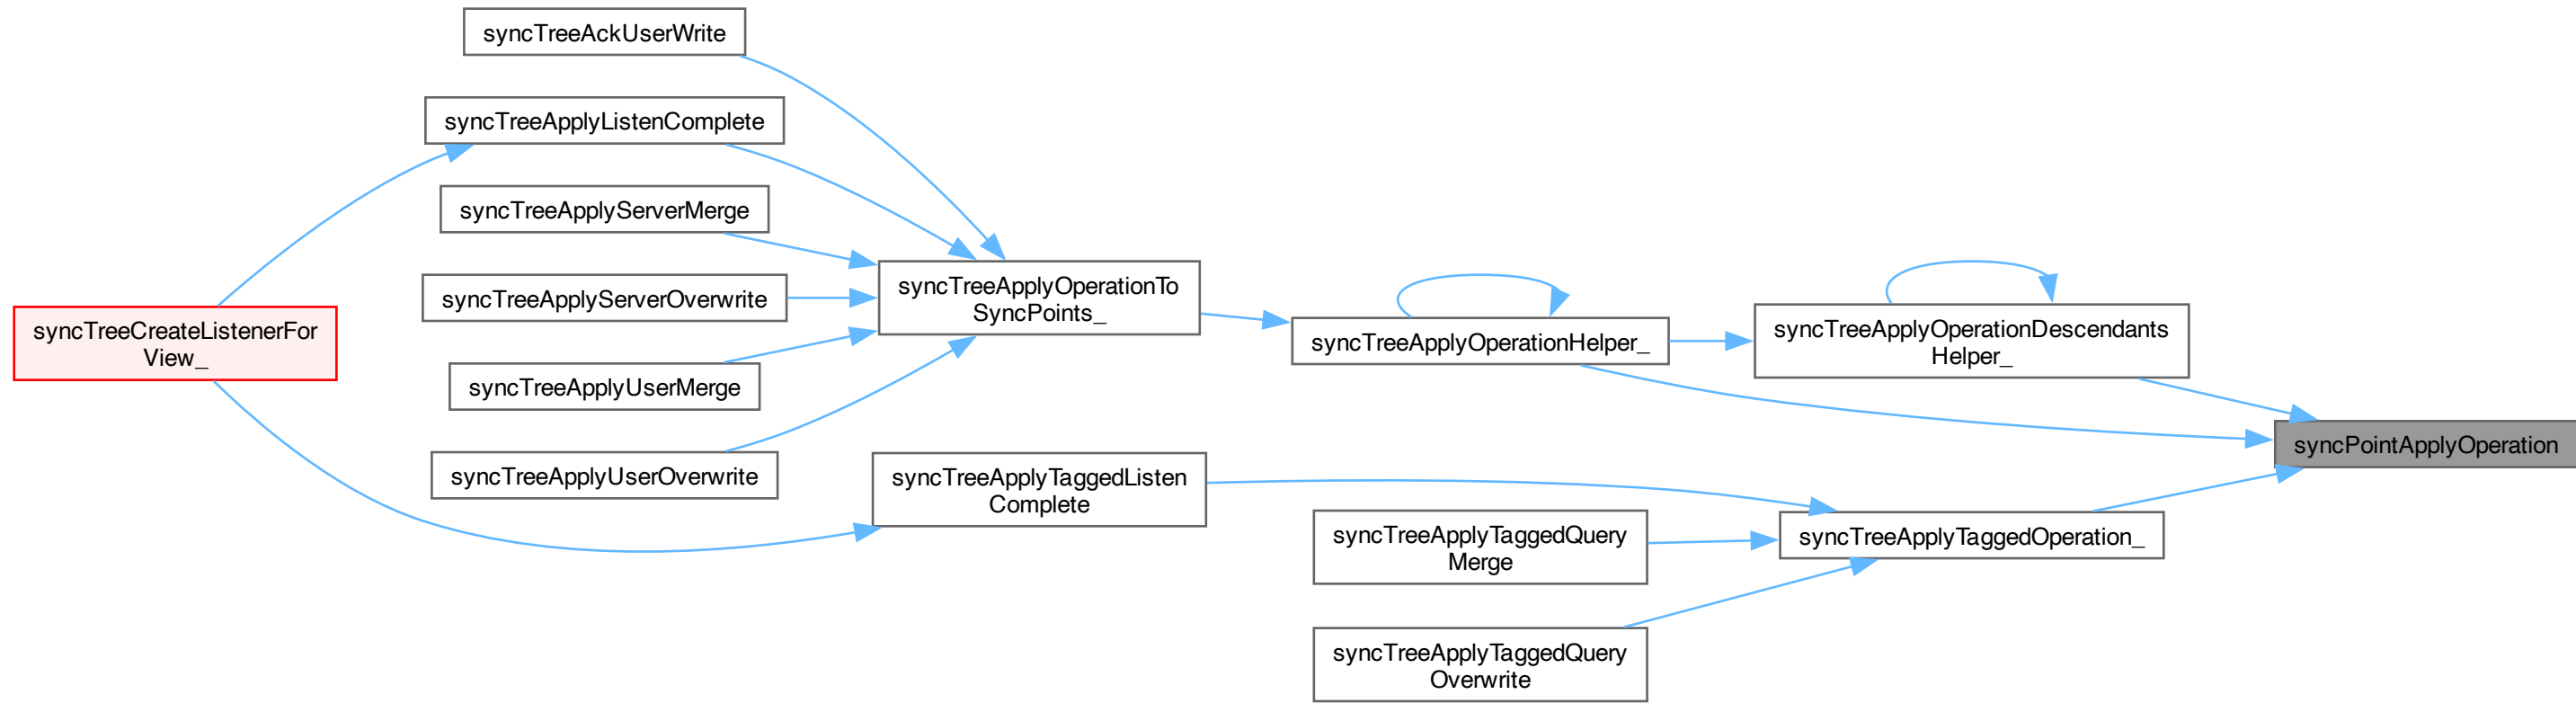 syncTreeAckUserWrite
syncTreeApplyListenComplete
syncTreeApplyServerMerge
syncTreeApplyServerOverwrite
syncTreeApplyUserMerge
syncTreeApplyUserOverwrite
syncTreeCreateListenerFor
View_
syncTreeApplyOperationTo
SyncPoints_
syncTreeApplyTaggedListen
Complete
syncTreeApplyOperationHelper_
syncTreeApplyTaggedQuery
Merge
syncTreeApplyTaggedQuery
Overwrite
syncTreeApplyOperationDescendants
Helper_
syncTreeApplyTaggedOperation_
syncPointApplyOperation